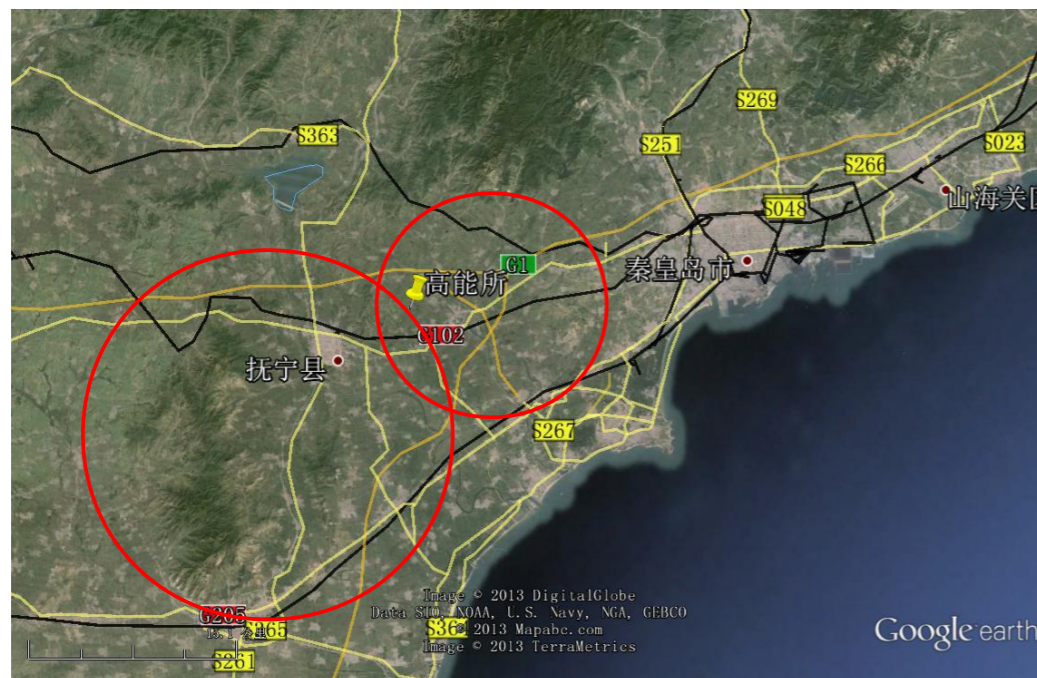 S269
S363
S251
S023
S266
山海关区
S048
G1
秦皇岛市
高能所
G102
抚宁县
S267
Image © 2013 DigitalGlobe
Data SIO, NOAA, U.S. Navy, NGA, GEBCO
© 2013 Mapabc.com
Image © 2013 TerraMetrics
G205
S261
Google earth